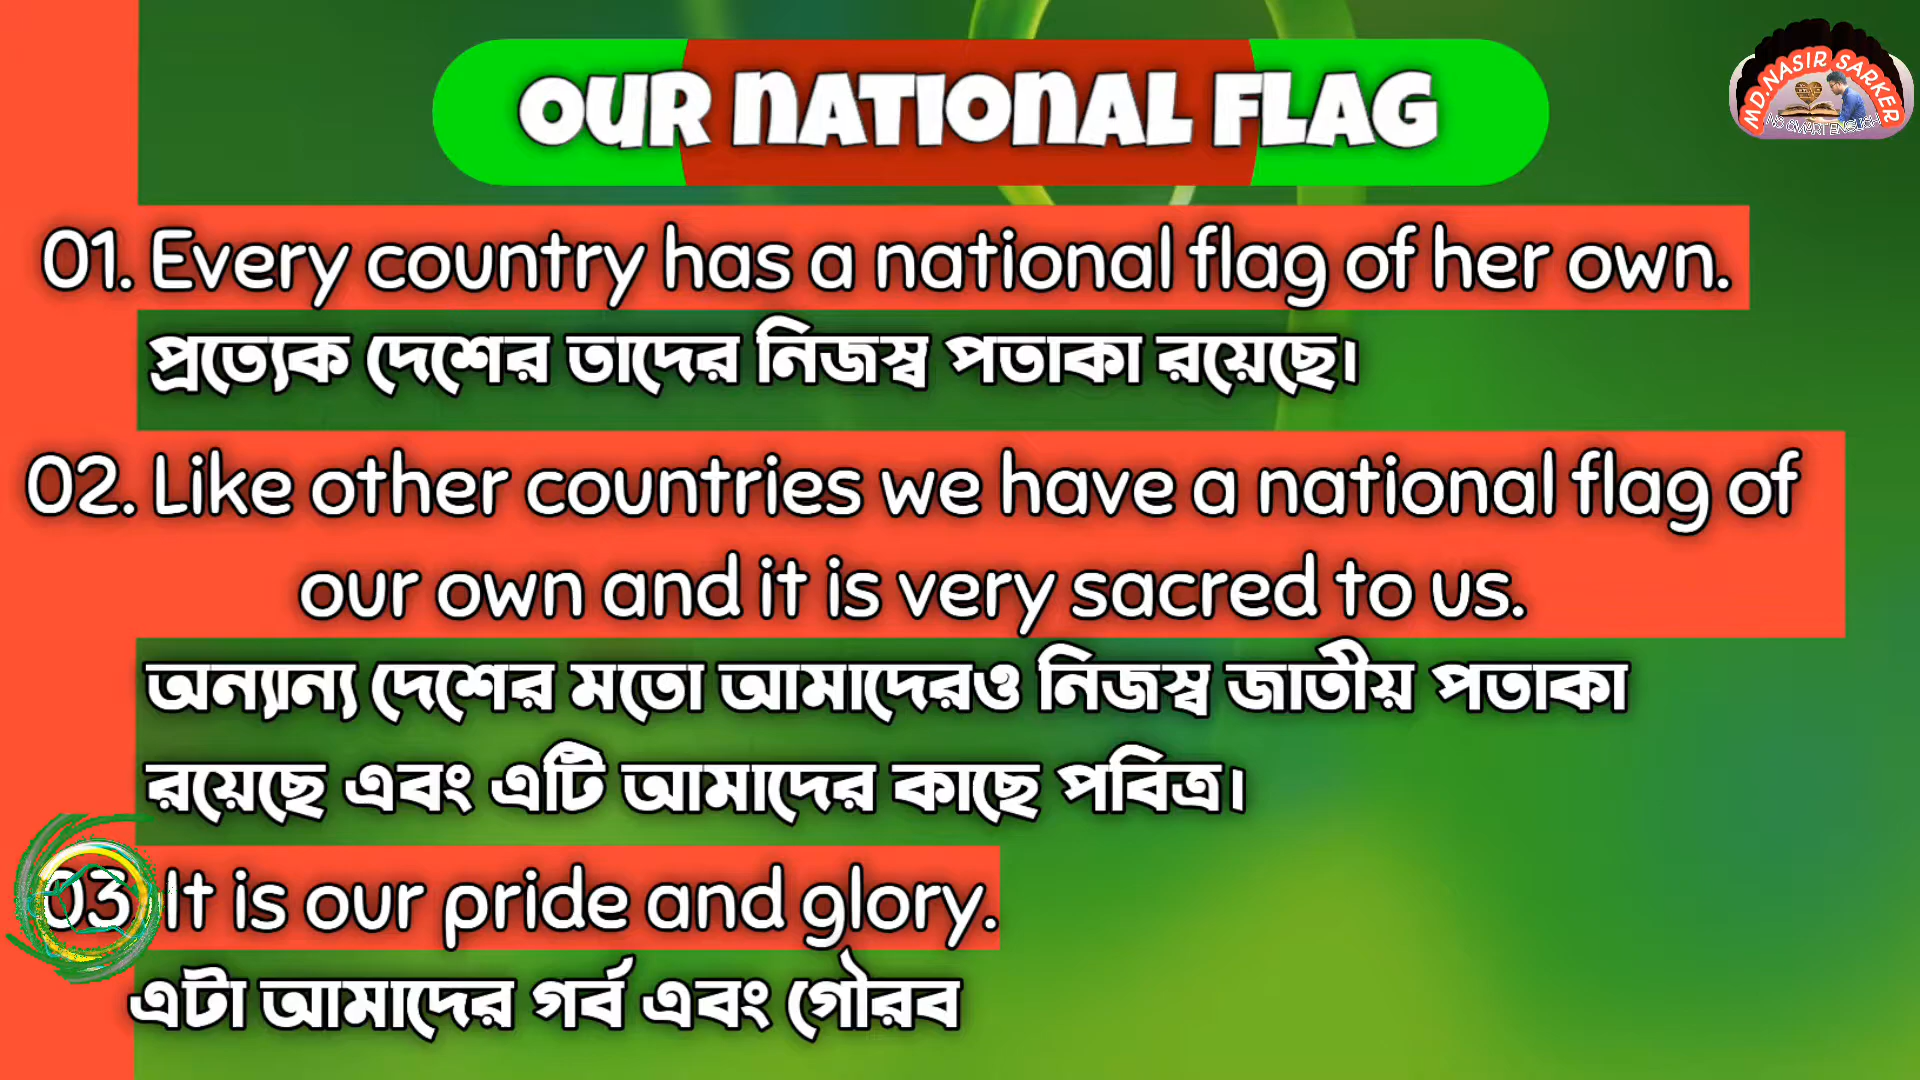 OUR NATIONAL FLAG
MD.NASIR SARKER
NS SMART ENGLISH
01. Every country has a national flag of her own.
প্রত্যেক দেশের তাদের নিজস্ব পতাকা রয়েছে।
02. Like other countries we have a national flag of
our own and it is very sacred to us.
অন্যান্য দেশের মতো আমাদেরও নিজস্ব জাতীয় পতাকা
রয়েছে এবং এটি আমাদের কাছে পবিত্র।
03. It is our pride and glory.
এটা আমাদের গর্ব এবং গৌরব